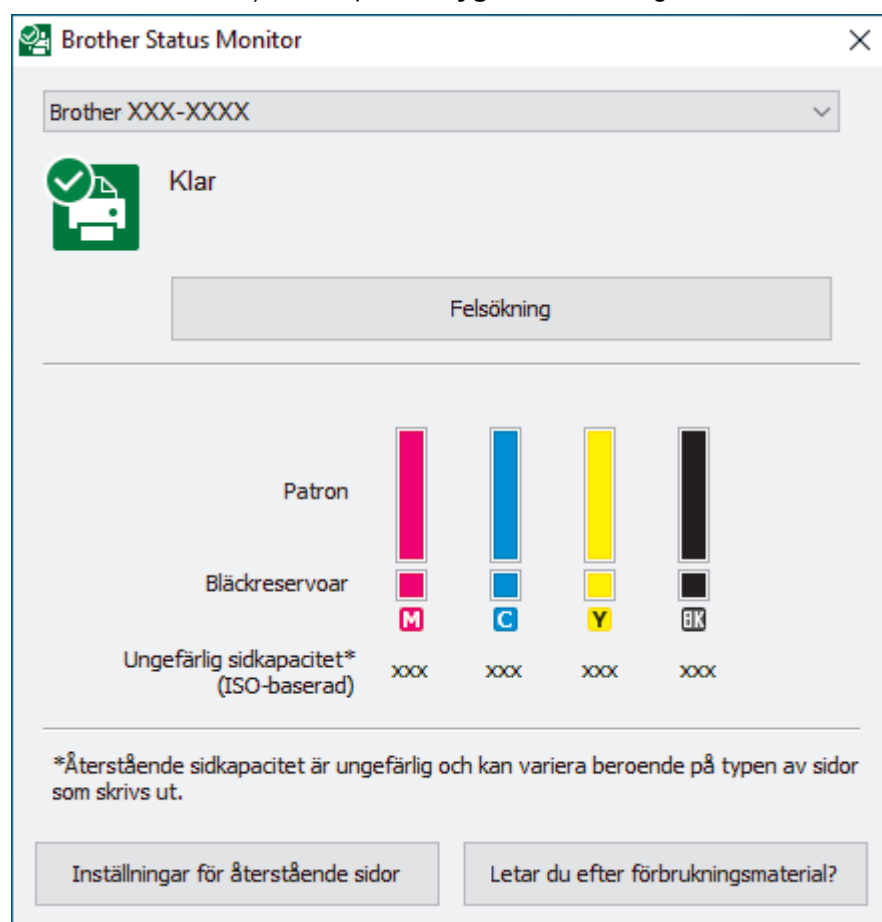 Brother Status Monitor
Brother XXX-XXXX
Klar
Felsökning
Patron
Bläckreservoar
M C Y BK
Ungefärlig sidkapacitet*
(ISO-baserad)
xxx xxx xxx xxx
*Återstående sidkapacitet är ungefärlig och kan variera beroende på typen av sidor
som skrivs ut.
Inställningar för återstående sidor
Letar du efter förbrukningsmaterial?